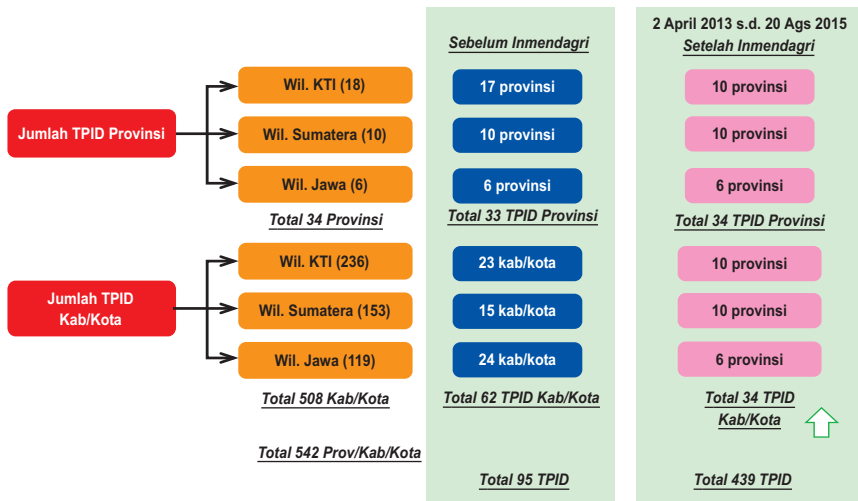 2 April 2013 s.d. 20 Ags 2015
Sebelum Inmendagri
Setelah Inmendagri
Jumlah TPID Provinsi
Wil. KTI (18)
17 provinsi
10 provinsi
Wil. Sumatera (10)
10 provinsi
10 provinsi
Wil. Jawa (6)
6 provinsi
6 provinsi
Total 34 Provinsi
Total 33 TPID Provinsi
Total 34 TPID Provinsi
Jumlah TPID
Kab/Kota
Wil. KTI (236)
23 kab/kota
10 provinsi
Wil. Sumatera (153)
15 kab/kota
10 provinsi
Wil. Jawa (119)
24 kab/kota
6 provinsi
Total 508 Kab/Kota
Total 62 TPID Kab/Kota
Total 34 TPID
Kab/Kota
Total 542 Prov/Kab/Kota
Total 95 TPID
Total 439 TPID